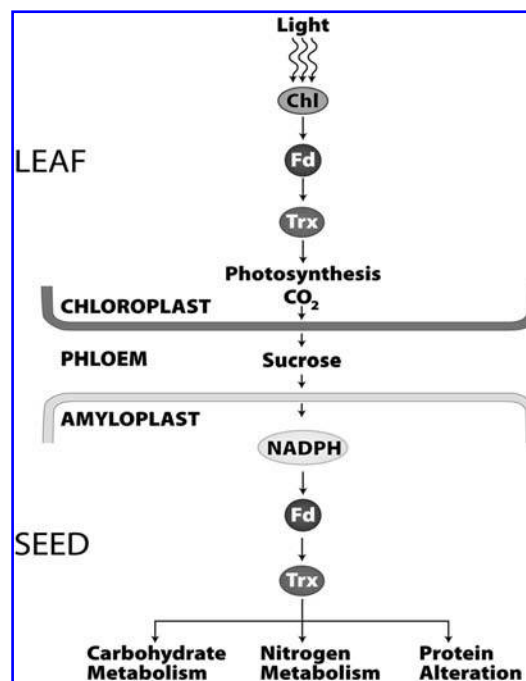 Light
Chl
LEAF
Fd
Trx
Photosynthesis
CO₂
CHLOROPLAST
PHLOEM
Sucrose
AMYLOPLAST
NADPH
Fd
SEED
Trx
Carbohydrate Metabolism
Nitrogen Metabolism
Protein Alteration